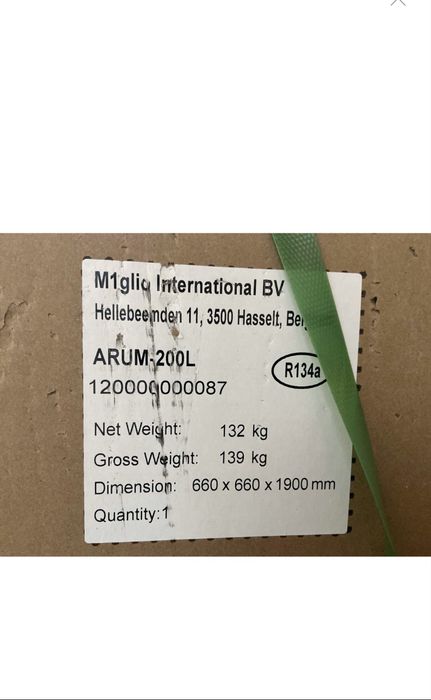 M1glio International BV
Hellebeemden 11, 3500 Hasselt,
ARUM-200L
R134a
120000000087
Net Weight: 132 kg
Gross Weight: 139 kg
Dimension: 660 x 660 x 1900 mm
Quantity:1